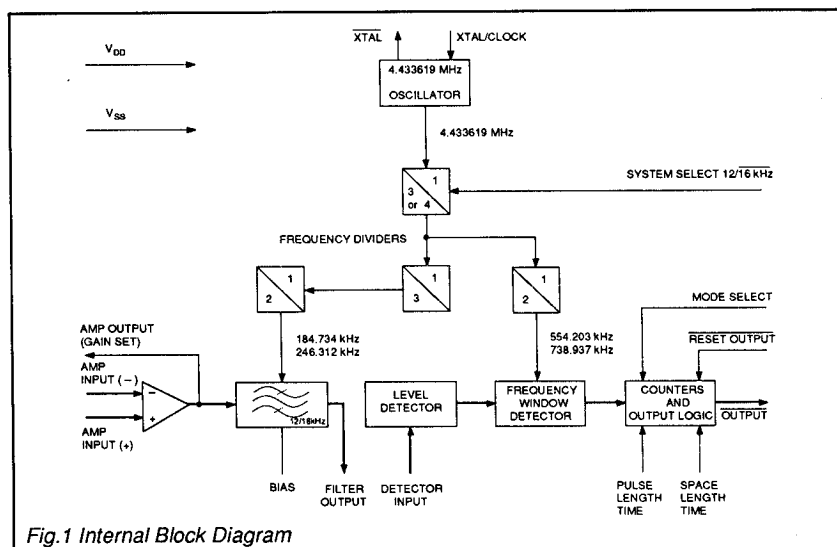 XTAL
XTAL/CLOCK
VDD
4.433619 MHz
OSCILLATOR
VSS
4.433619 MHz
SYSTEM SELECT 12/16 kHz
1
3
or 4
FREQUENCY DIVIDERS
1
2
1
3
1
2
MODE SELECT
AMP OUTPUT
(GAIN SET)
184.734 kHz
246.312 kHz
554.203 kHz
738.937 kHz
RESET OUTPUT
AMP
INPUT (−)
−
+
AMP
INPUT (+)
12/16kHz
LEVEL
DETECTOR
FREQUENCY
WINDOW
DETECTOR
COUNTERS
AND
OUTPUT LOGIC
OUTPUT
BIAS
FILTER
OUTPUT
DETECTOR
INPUT
PULSE
LENGTH
TIME
SPACE
LENGTH
TIME
Fig.1 Internal Block Diagram